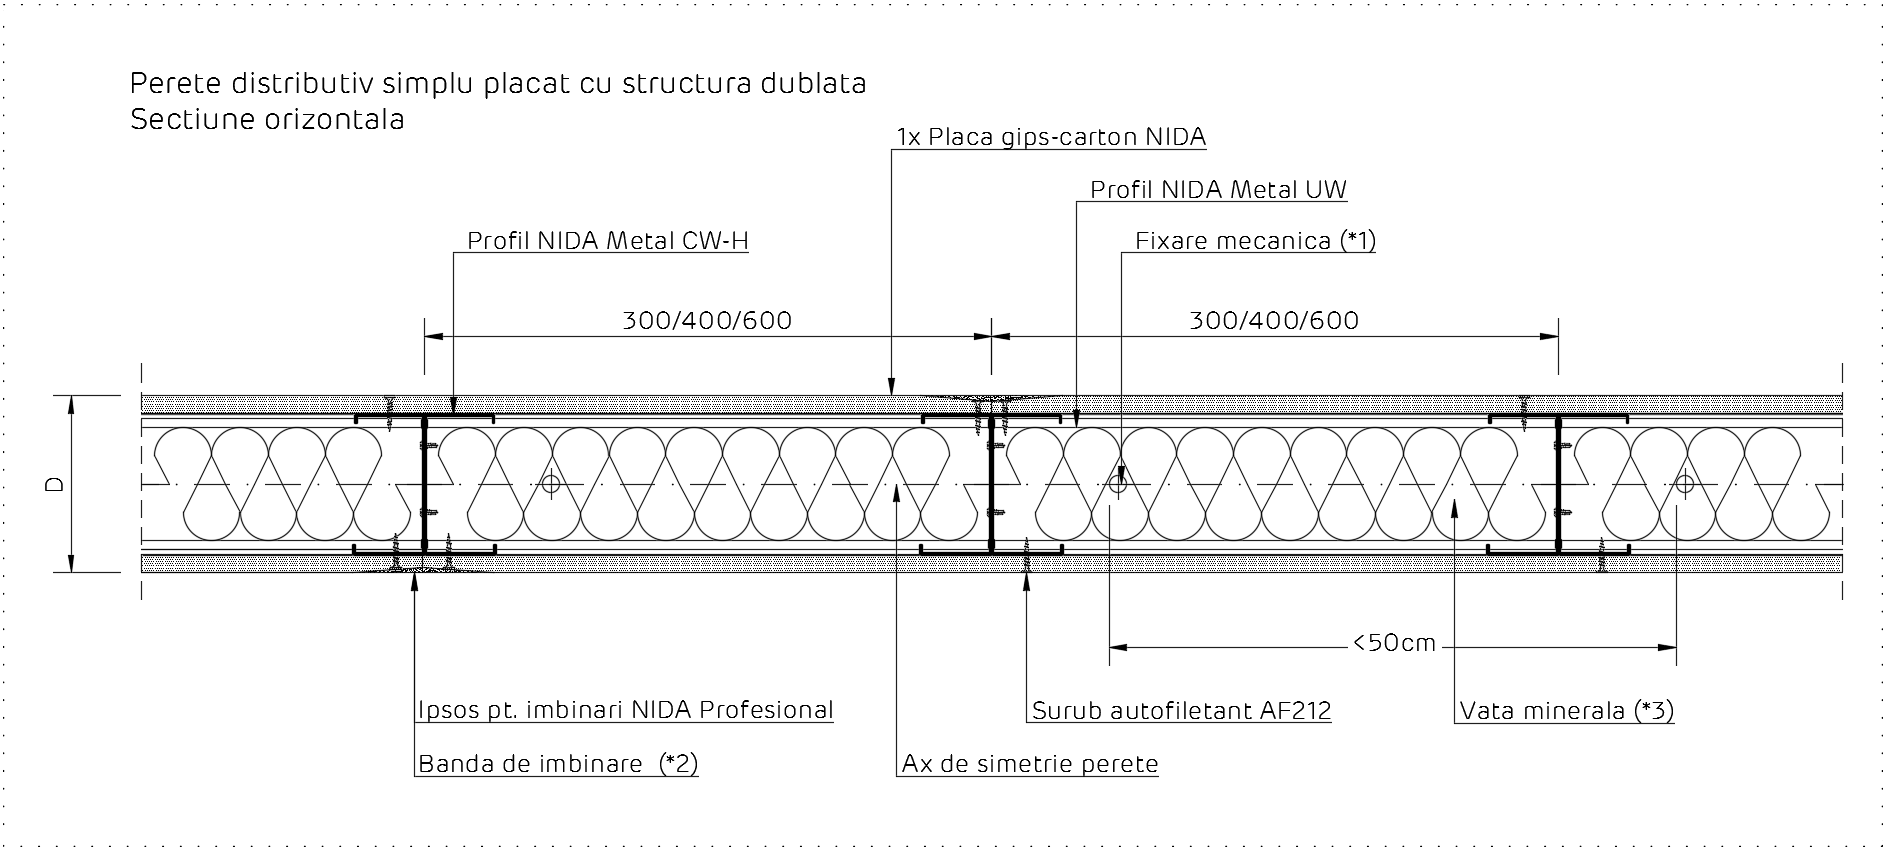 Perete distributiv simplu placat cu structura dublata
Sectiune orizontala
1x Placa gips-carton NIDA
Profil NIDA Metal UW
Profil NIDA Metal CW-H
Fixare mecanica (*1)
300/400/600
300/400/600
D
<50cm
Ipsos pt. imbinari NIDA Profesional
Surub autofiletant AF212
Vata minerala (*3)
Banda de imbinare (*2)
Ax de simetrie perete